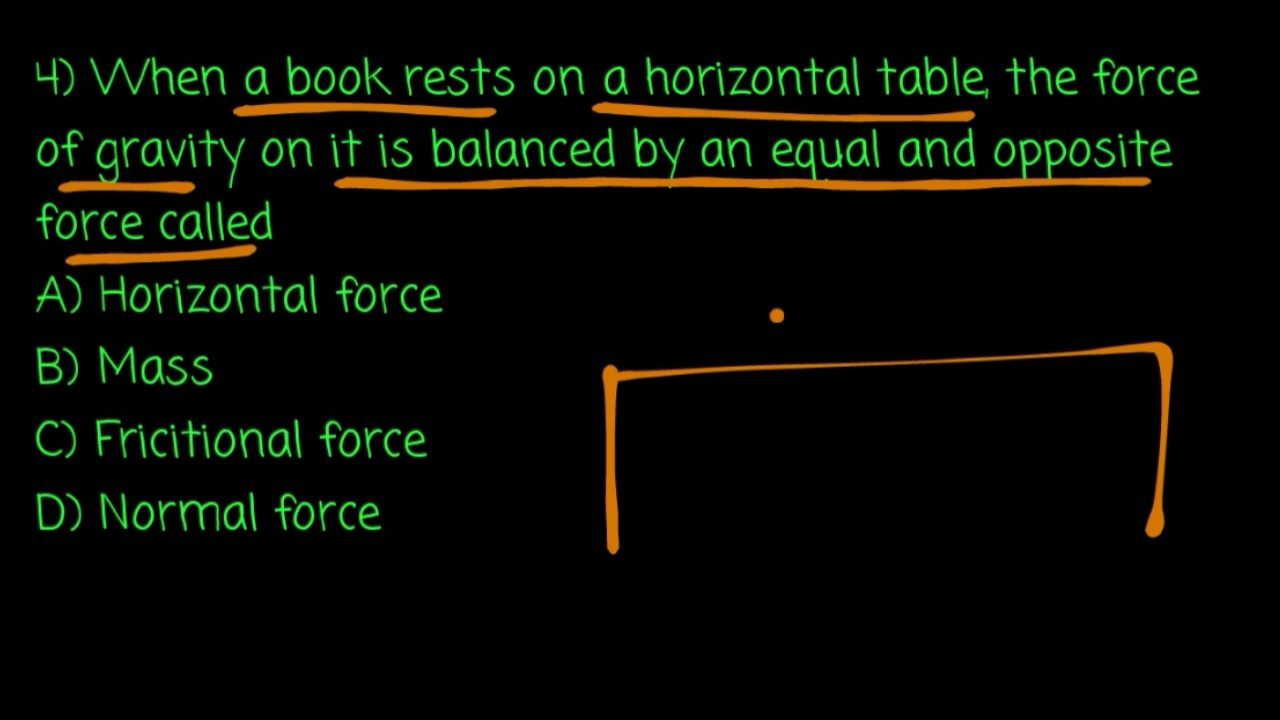 4) When a book rests on a horizontal table, the force
of gravity on it is balanced by an equal and opposite
force called
A) Horizontal force
B) Mass
C) Fricitional force
D) Normal force